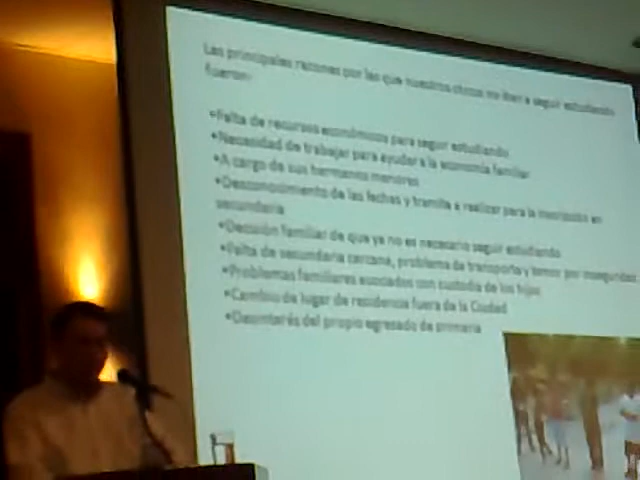 Las principales razones por las que nuestros chicos no iban a seguir estudiando
fueron:
•Falta de recursos económicos para seguir estudiando
•Necesidad de trabajar para ayudar a la economía familiar
•A cargo de sus hermanos menores
•Desconocimiento de las fechas y tramite a realizar para la inscripción en
secundaria
•Decisión familiar de que ya no es necesario seguir estudiando
•Falta de secundaria cercana, problema de transporte y temor por inseguridad
•Problemas familiares asociados con custodia de los hijos
•Cambio de lugar de residencia fuera de la Ciudad
•Desinterés del propio egresado de primaria